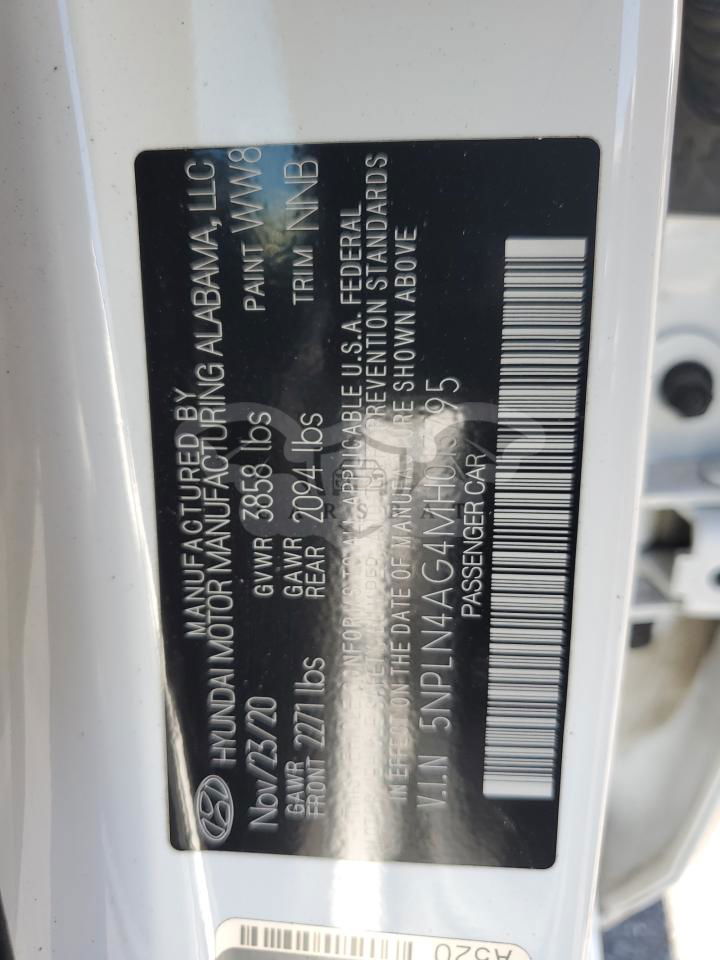 MANUFACTURED BY
HYUNDAI MOTOR MANUFACTURING ALABAMA, LLC
Nov/23/20 GVWR 3858 lbs PAINT WW8
GAWR FRONT 2271 lbs GAWR REAR 2094 lbs TRIM NNB
APPLICABLE U.S.A. FEDERAL
PREVENTION STANDARDS
IN EFFECT ON THE DATE OF SHOWN ABOVE
V.I.N
PASSENGER CAR
A520